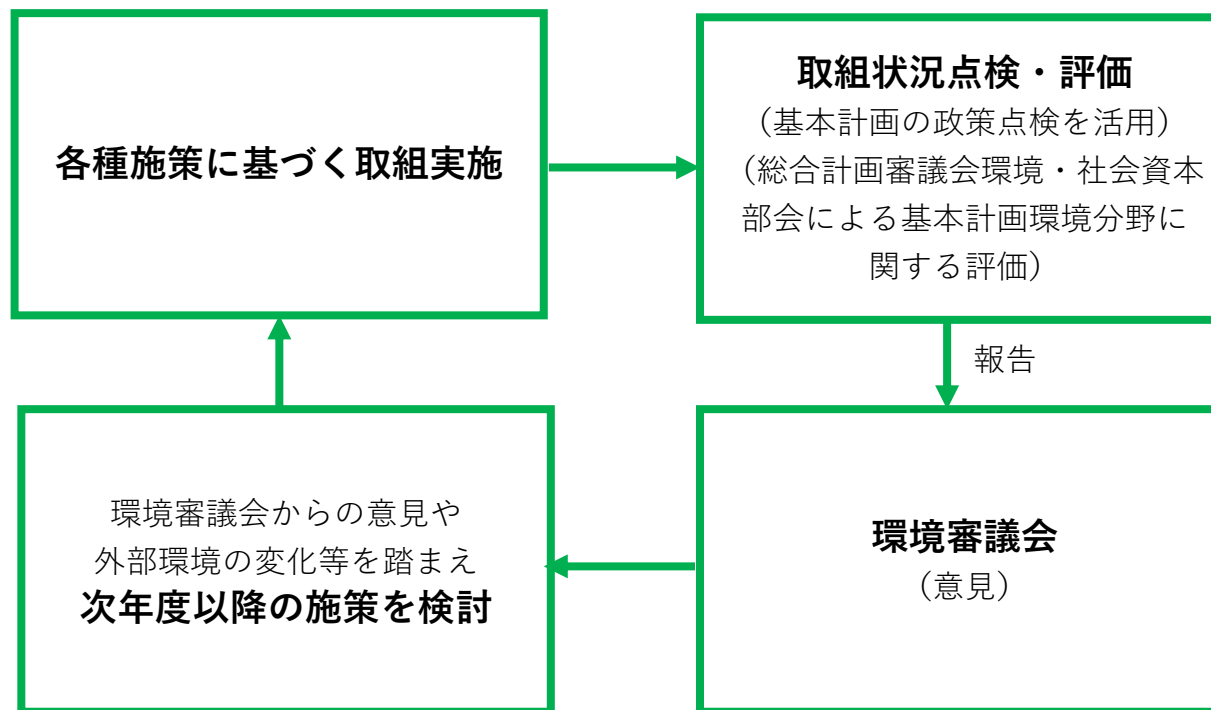 各種施策に基づく取組実施
取組状況点検・評価
（基本計画の政策点検を活用）
（総合計画審議会環境・社会資本
部会による基本計画環境分野に
関する評価）
報告
環境審議会
（意見）
環境審議会からの意見や
外部環境の変化等を踏まえ
次年度以降の施策を検討